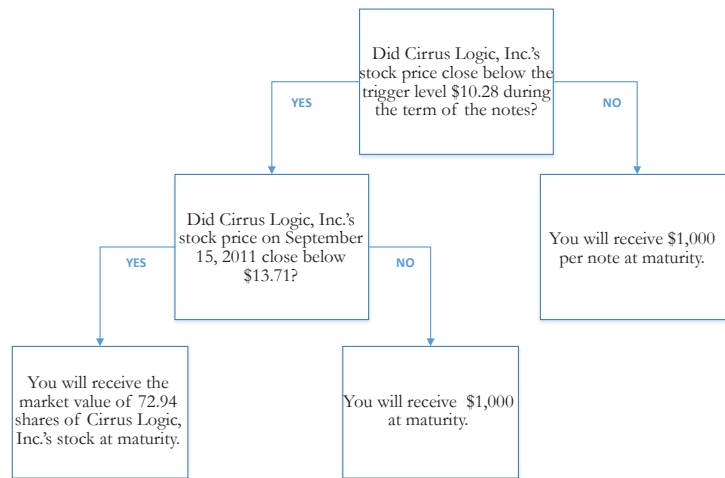 Did Cirrus Logic, Inc.'s
stock price close below the
trigger level $10.28 during
the term of the notes?
YES
NO
Did Cirrus Logic, Inc.'s
stock price on September
15, 2011 close below
$13.71?
You will receive $1,000
per note at maturity.
YES
NO
You will receive the
market value of 72.94
shares of Cirrus Logic,
Inc.'s stock at maturity.
You will receive $1,000
at maturity.